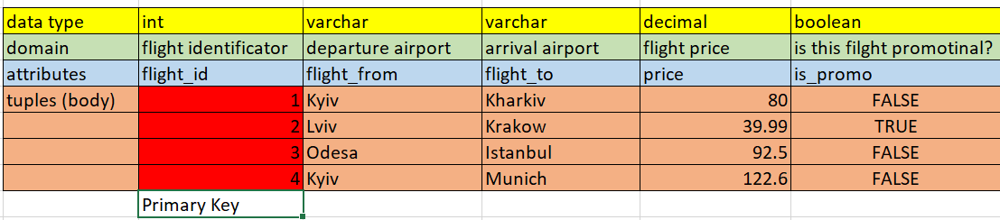 data type int varchar varchar decimal boolean
domain flight identificator departure airport arrival airport flight price is this filght promotinal?
attributes flight_id flight_from flight_to price is_promo
tuples (body) 1 Kyiv Kharkiv 80 FALSE
2 Lviv Krakow 39.99 TRUE
3 Odesa Istanbul 92.5 FALSE
4 Kyiv Munich 122.6 FALSE
Primary Key